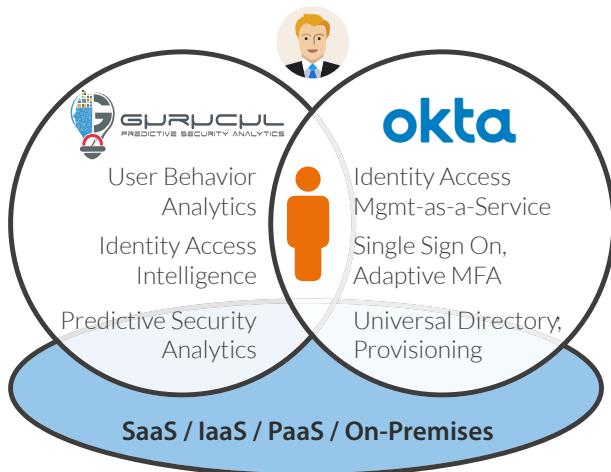 GURUCUL
PREDICTIVE SECURITY ANALYTICS
okta
User Behavior
Analytics
Identity Access
Intelligence
Predictive Security
Analytics
Identity Access
Mgmt-as-a-Service
Single Sign On,
Adaptive MFA
Universal Directory,
Provisioning
SaaS / IaaS / PaaS / On-Premises